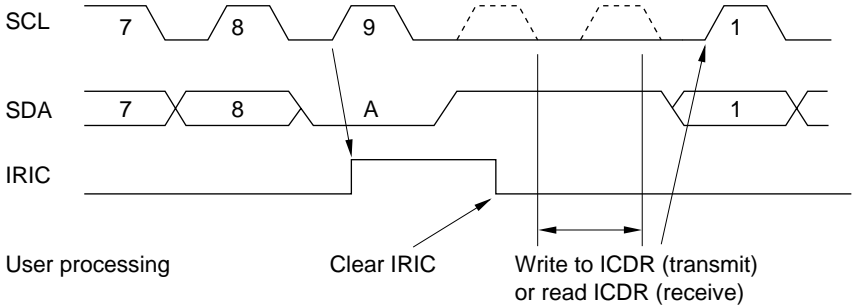 SCL 7 8 9 1
SDA 7 8 A 1
IRIC
User processing Clear IRIC Write to ICDR (transmit)
or read ICDR (receive)